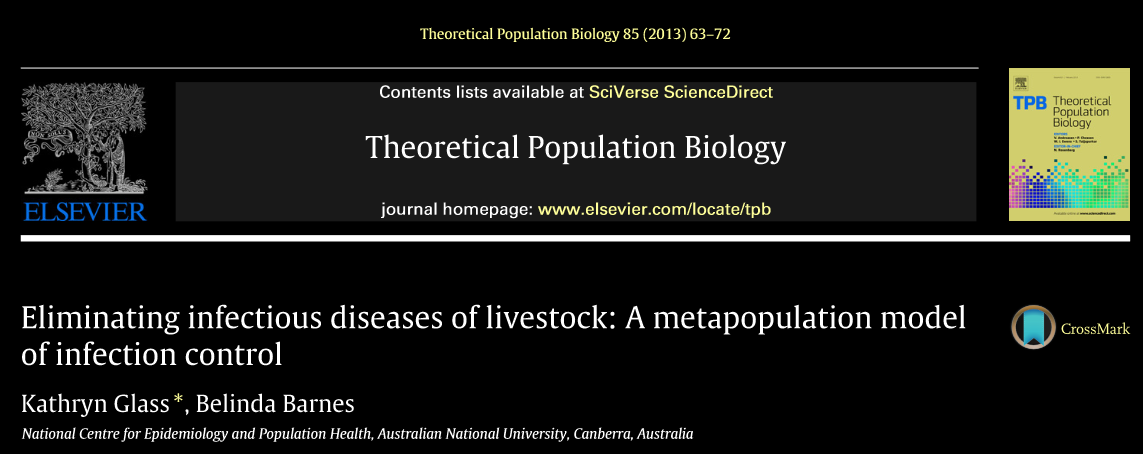 Theoretical Population Biology 85 (2013) 63–72
Contents lists available at SciVerse ScienceDirect
Theoretical Population Biology
journal homepage: www.elsevier.com/locate/tpb
ELSEVIER
TPB Theoretical
Population
Biology
Eliminating infectious diseases of livestock: A metapopulation model
of infection control
CrossMark
Kathryn Glass*, Belinda Barnes
National Centre for Epidemiology and Population Health, Australian National University, Canberra, Australia